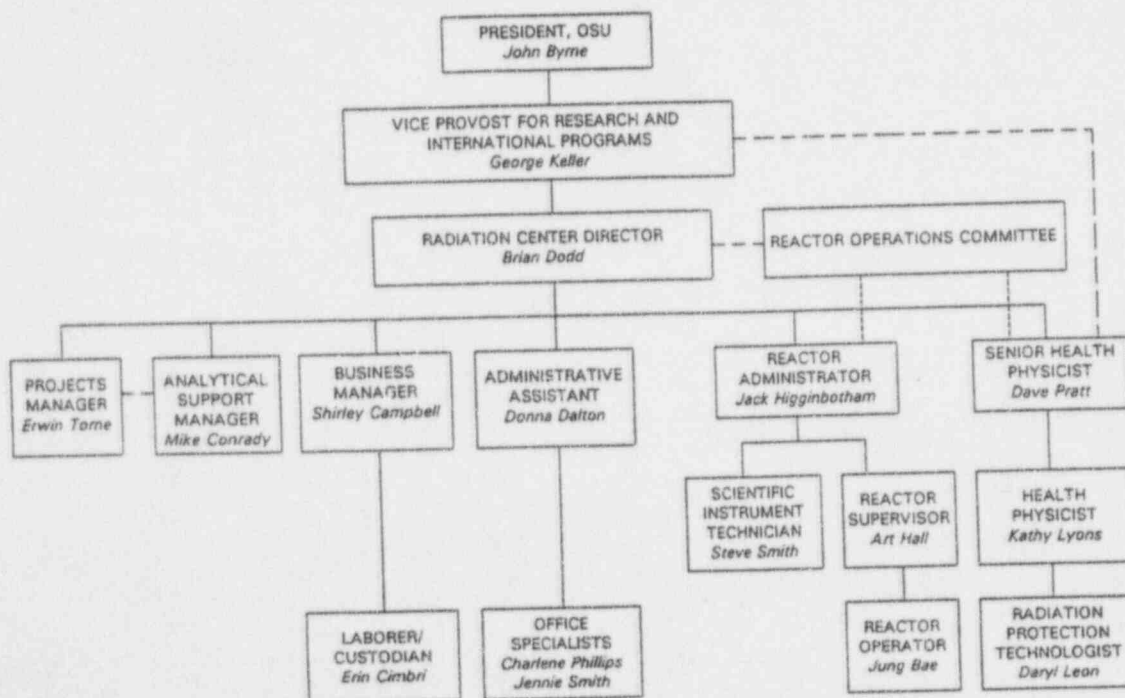 PRESIDENT, OSU
John Byrne
VICE PROVOST FOR RESEARCH AND
INTERNATIONAL PROGRAMS
George Keller
RADIATION CENTER DIRECTOR
Brian Dodd
REACTOR OPERATIONS COMMITTEE
PROJECTS
MANAGER
Erwin Torne
ANALYTICAL
SUPPORT
MANAGER
Mike Conrady
BUSINESS
MANAGER
Shirley Campbell
ADMINISTRATIVE
ASSISTANT
Donna Dalton
REACTOR
ADMINISTRATOR
Jack Higginbotham
SENIOR HEALTH
PHYSICIST
Dave Pratt
SCIENTIFIC
INSTRUMENT
TECHNICIAN
Steve Smith
REACTOR
SUPERVISOR
Art Hall
HEALTH
PHYSICIST
Kathy Lyons
LABORER/
CUSTODIAN
Erin Cimbri
OFFICE
SPECIALISTS
Charlene Phillips
Jennie Smith
REACTOR
OPERATOR
Jung Bae
RADIATION
PROTECTION
TECHNOLOGIST
Daryl Leon